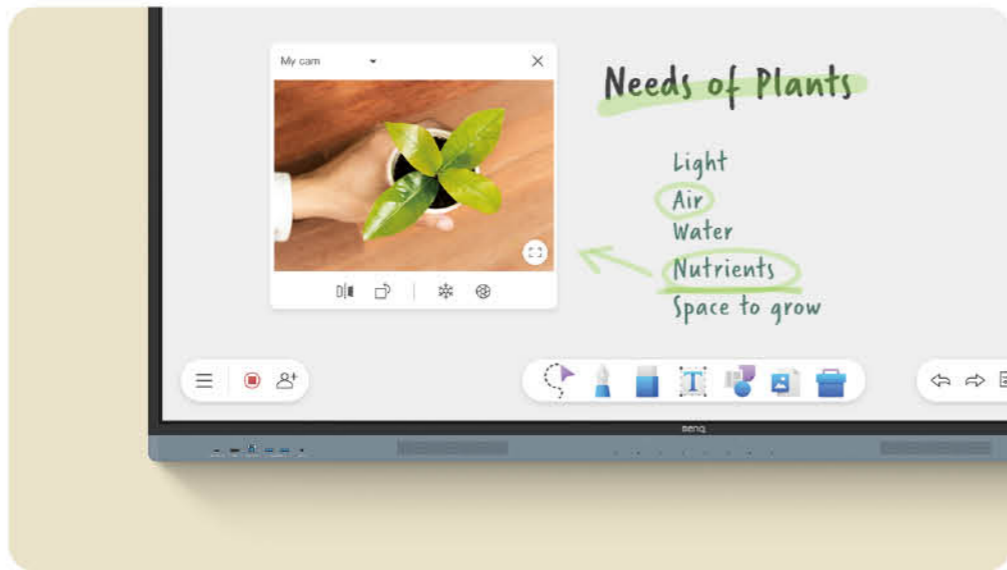 My cam
Needs of Plants
Light
Air
Water
Nutrients
Space to grow
T
BenQ